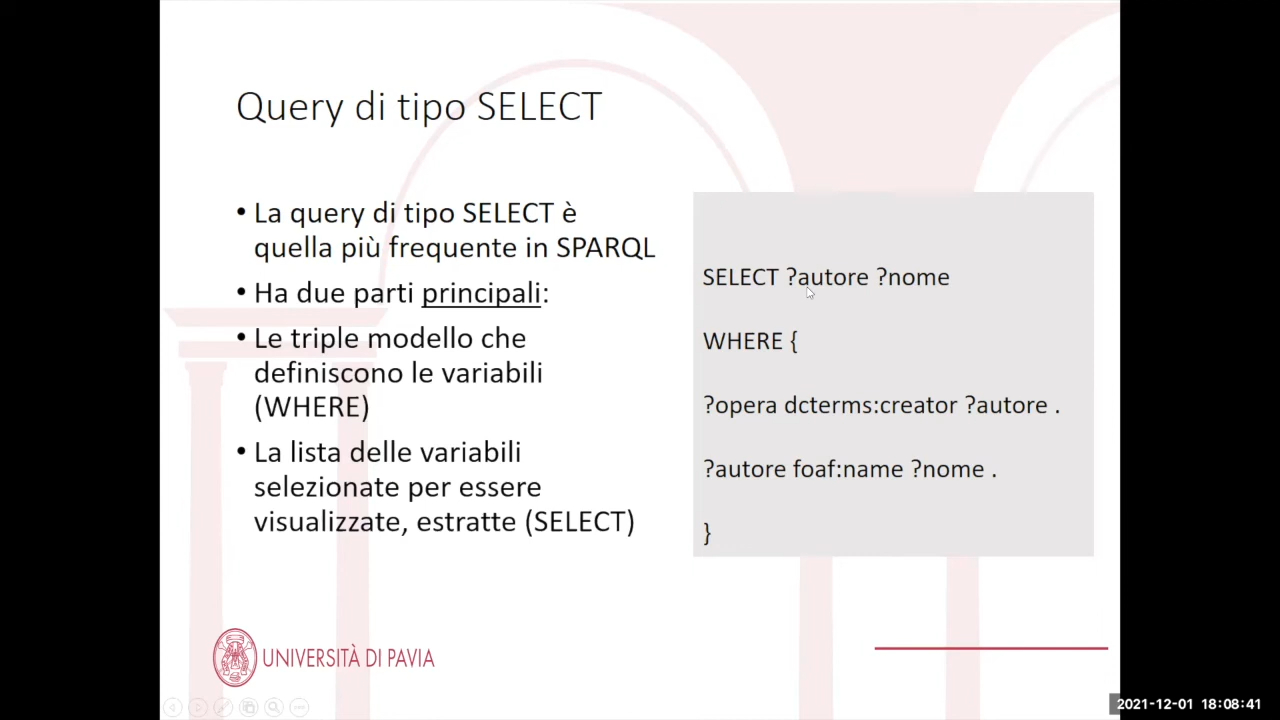 Query di tipo SELECT
• La query di tipo SELECT è
quella più frequente in SPARQL
• Ha due parti principali:
• Le triple modello che
definiscono le variabili
(WHERE)
• La lista delle variabili
selezionate per essere
visualizzate, estratte (SELECT)
SELECT ?autore ?nome
WHERE {
?opera dcterms:creator ?autore .
?autore foaf:name ?nome .
}
UNIVERSITÀ DI PAVIA
2021-12-01 18:08:41